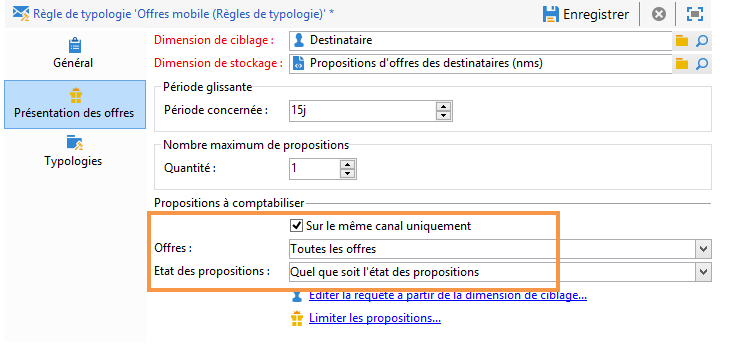 Règle de typologie 'Offres mobile (Règles de typologie)' *
Enregistrer
Général
Présentation des offres
Typologies
Dimension de ciblage :
Destinataire
Dimension de stockage :
Propositions d'offres des destinataires (nms)
Période glissante
Période concernée :
15j
Nombre maximum de propositions
Quantité :
1
Propositions à comptabiliser
Sur le même canal uniquement
Offres :
Toutes les offres
Etat des propositions :
Quel que soit l'état des propositions
Editer la requête à partir de la dimension de ciblage...
Limiter les propositions...